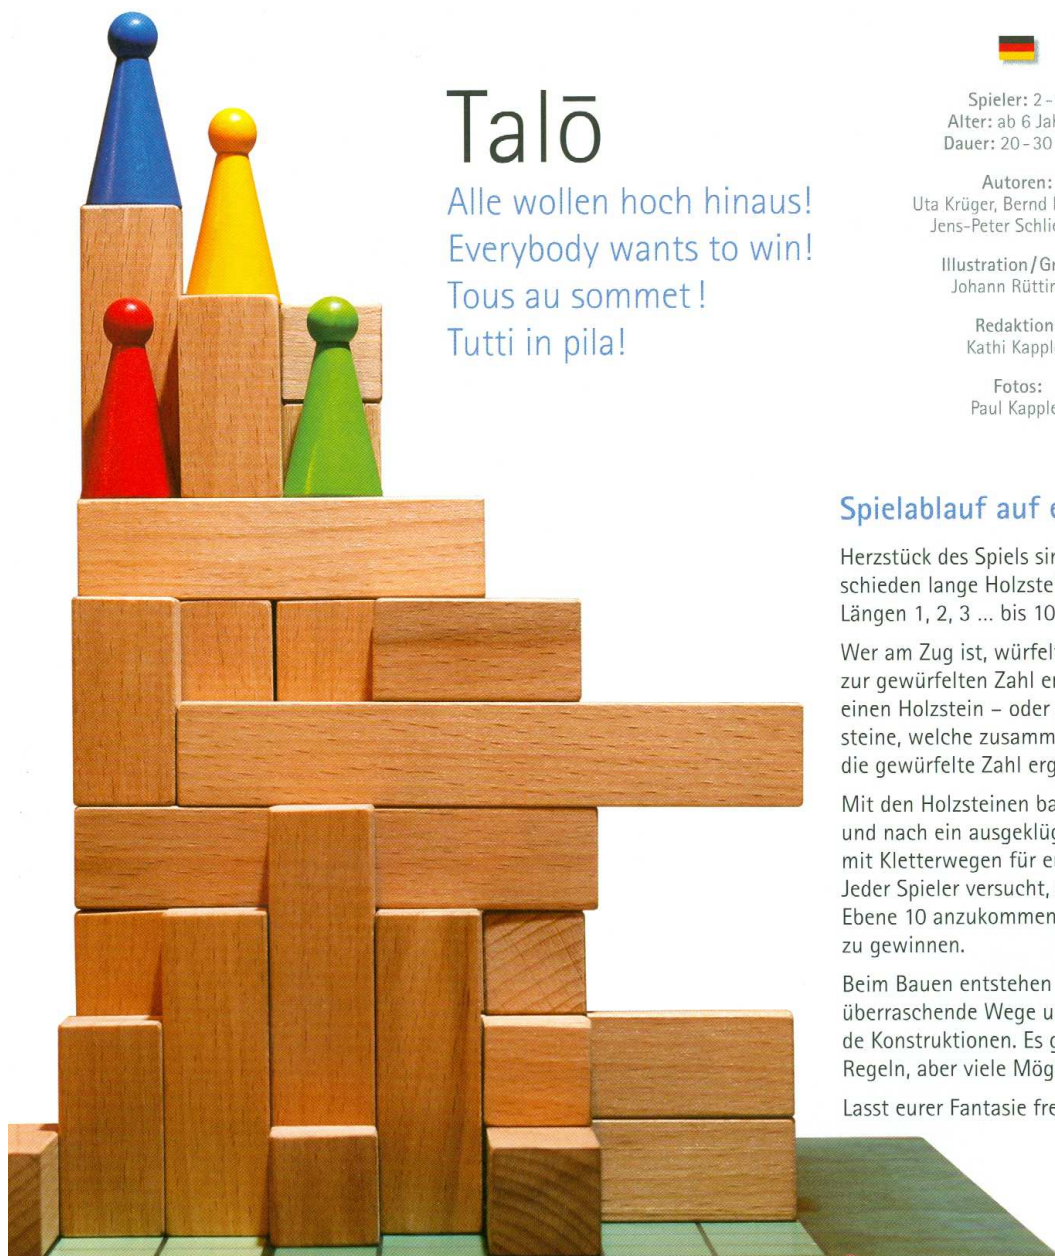 Talō
Alle wollen hoch hinaus!
Everybody wants to win!
Tous au sommet!
Tutti in pila!
Spieler: 2 -
Alter: ab 6 Jah
Dauer: 20 - 30
Autoren:
Uta Krüger, Bernd
Jens-Peter Schlie
Illustration/Gr
Johann Rüttin
Redaktion
Kathi Kappl
Fotos:
Paul Kapple
Spielablauf auf e
Herzstück des Spiels sin
schieden lange Holzste
Längen 1, 2, 3 ... bis 10
Wer am Zug ist, würfelt
zur gewürfelten Zahl er
einen Holzstein – oder
steine, welche zusamm
die gewürfelte Zahl erg
Mit den Holzsteinen ba
und nach ein ausgeklüg
mit Kletterwegen für e
Jeder Spieler versucht,
Ebene 10 anzukommen
zu gewinnen.
Beim Bauen entstehen
überraschende Wege u
de Konstruktionen. Es g
Regeln, aber viele Mög
Lasst eurer Fantasie fre